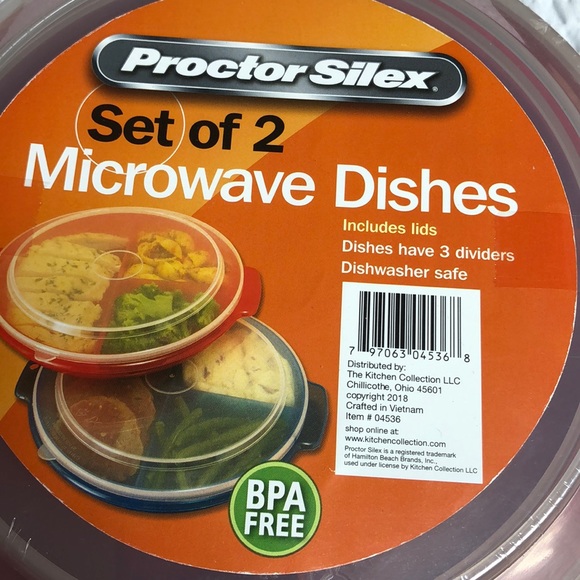 Proctor Silex®
Set of 2
Microwave Dishes
Includes lids
Dishes have 3 dividers
Dishwasher safe
7 97063 04536 8
Distributed by:
The Kitchen Collection LLC
Chillicothe, Ohio 45601
copyright 2018
Crafted in Vietnam
Item # 04536
shop online at:
www.kitchencollection.com
Proctor Silex is a registered trademark
of Hamilton Beach Brands, Inc.,
used under license by Kitchen Collection LLC
BPA
FREE